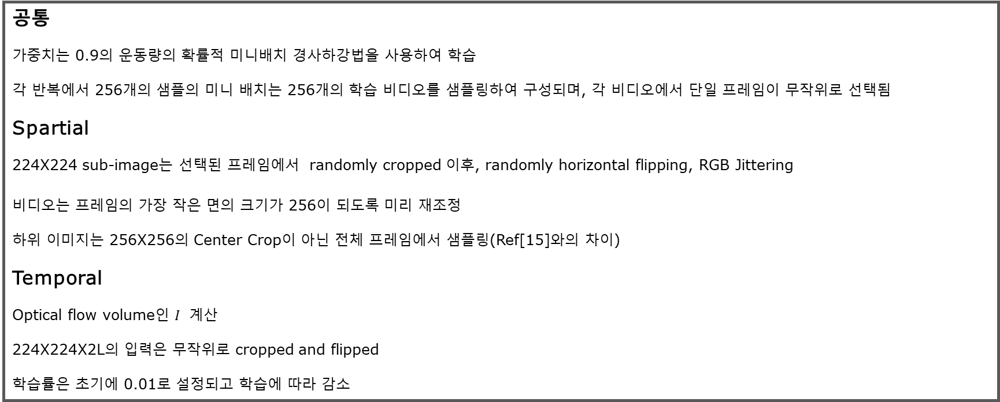 공통
가중치는 0.9의 운동량의 확률적 미니배치 경사하강법을 사용하여 학습
각 반복에서 256개의 샘플의 미니 배치는 256개의 학습 비디오를 샘플링하여 구성되며, 각 비디오에서 단일 프레임이 무작위로 선택됨
Spartial
224X224 sub-image는 선택된 프레임에서 randomly cropped 이후, randomly horizontal flipping, RGB Jittering
비디오는 프레임의 가장 작은 면의 크기가 256이 되도록 미리 재조정
하위 이미지는 256X256의 Center Crop이 아닌 전체 프레임에서 샘플링(Ref[15]와의 차이)
Temporal
Optical flow volume인 I 계산
224X224X2L의 입력은 무작위로 cropped and flipped
학습률은 초기에 0.01로 설정되고 학습에 따라 감소